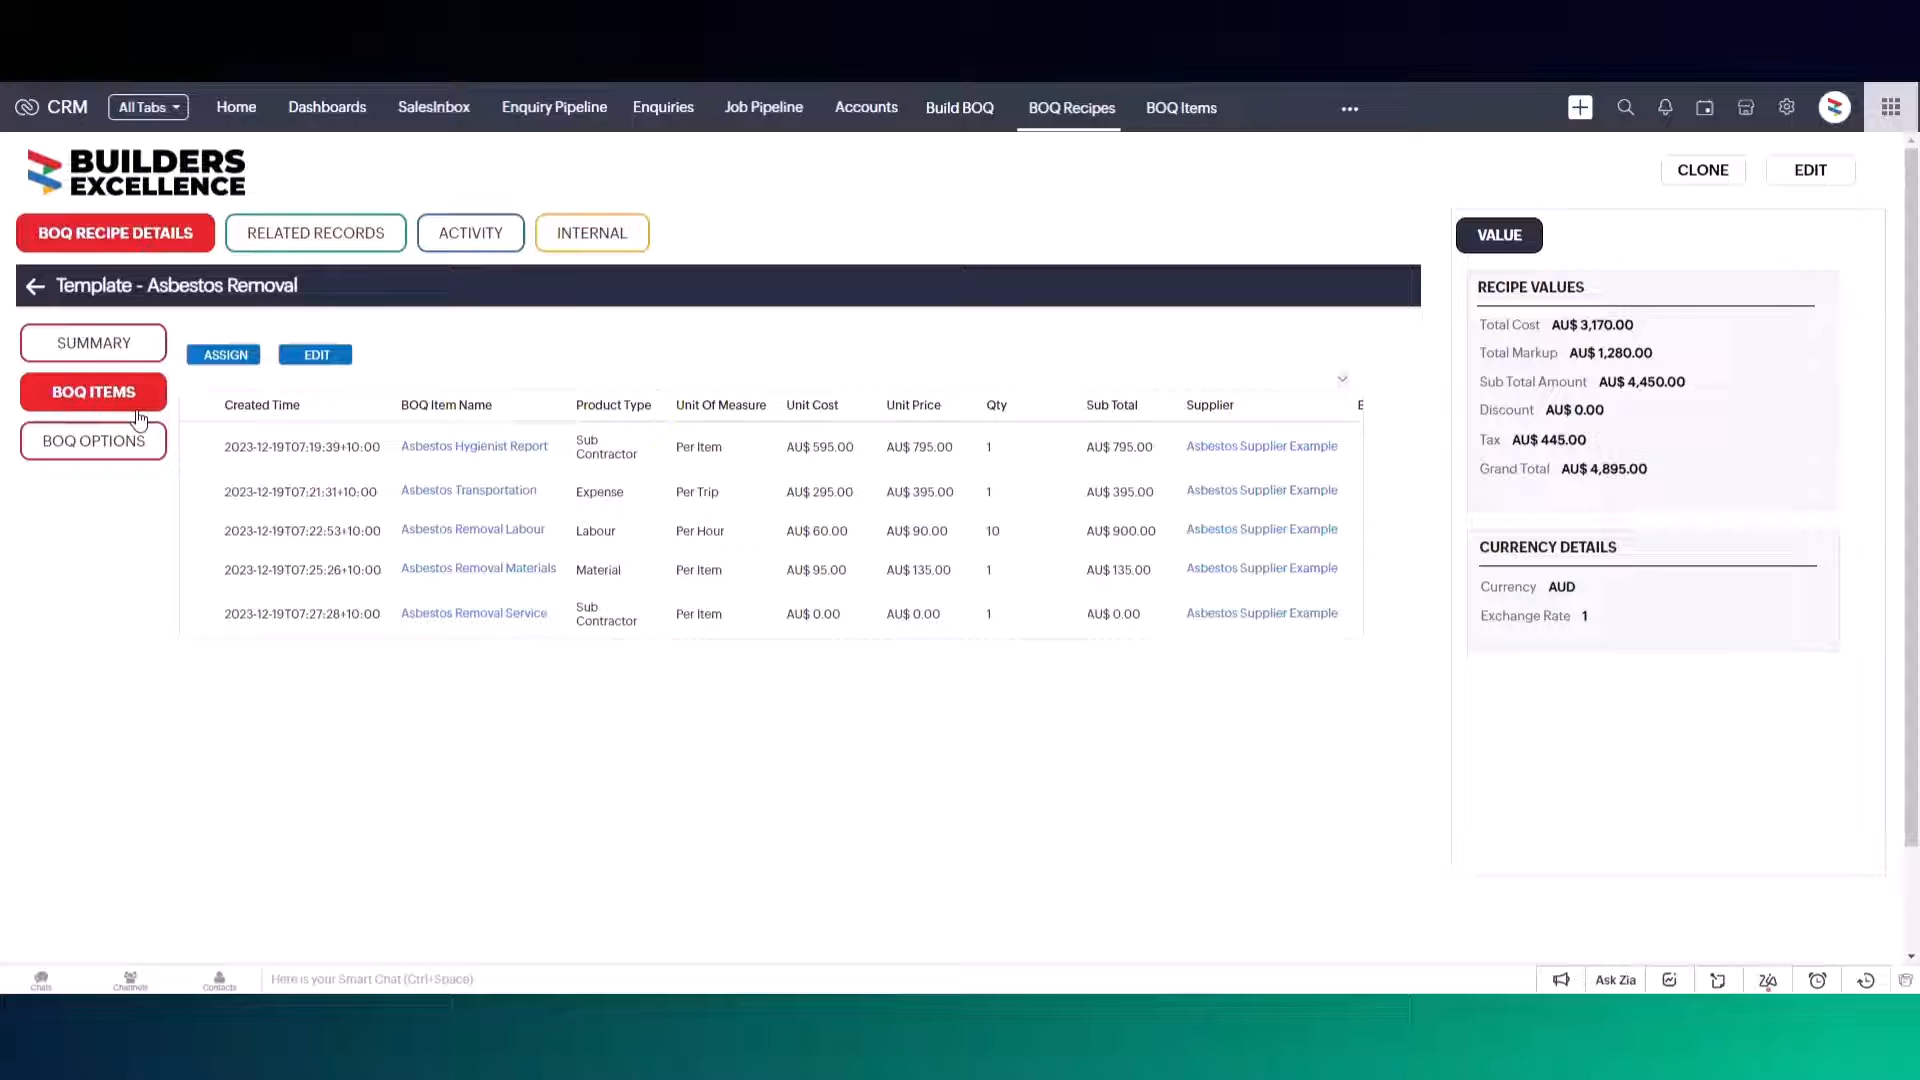 CRM All Tabs Home Dashboards SalesInbox Enquiry Pipeline Enquiries Job Pipeline Accounts Build BOQ BOQ Recipes BOQ Items ...
BUILDERS
EXCELLENCE
CLONE EDIT
BOQ RECIPE DETAILS RELATED RECORDS ACTIVITY INTERNAL
Template - Asbestos Removal
SUMMARY
BOQ ITEMS
BOQ OPTIONS
ASSIGN EDIT
Created Time BOQ Item Name Product Type Unit Of Measure Unit Cost Unit Price Qty Sub Total Supplier E
2023-12-19T07:19:39+10:00 Asbestos Hygienist Report Sub Contractor Per Item AU$ 595.00 AU$ 795.00 1 AU$ 795.00 Asbestos Supplier Example
2023-12-19T07:21:31+10:00 Asbestos Transportation Expense Per Trip AU$ 295.00 AU$ 395.00 1 AU$ 395.00 Asbestos Supplier Example
2023-12-19T07:22:53+10:00 Asbestos Removal Labour Labour Per Hour AU$ 60.00 AU$ 90.00 10 AU$ 900.00 Asbestos Supplier Example
2023-12-19T07:25:26+10:00 Asbestos Removal Materials Material Per Item AU$ 95.00 AU$ 135.00 1 AU$ 135.00 Asbestos Supplier Example
2023-12-19T07:27:28+10:00 Asbestos Removal Service Sub Contractor Per Item AU$ 0.00 AU$ 0.00 1 AU$ 0.00 Asbestos Supplier Example
VALUE
RECIPE VALUES
Total Cost AU$ 3,170.00
Total Markup AU$ 1,280.00
Sub Total Amount AU$ 4,450.00
Discount AU$ 0.00
Tax AU$ 445.00
Grand Total AU$ 4,895.00
CURRENCY DETAILS
Currency AUD
Exchange Rate 1
Chats Channels Contacts Here is your Smart Chat (Ctrl+Space) Ask Zia